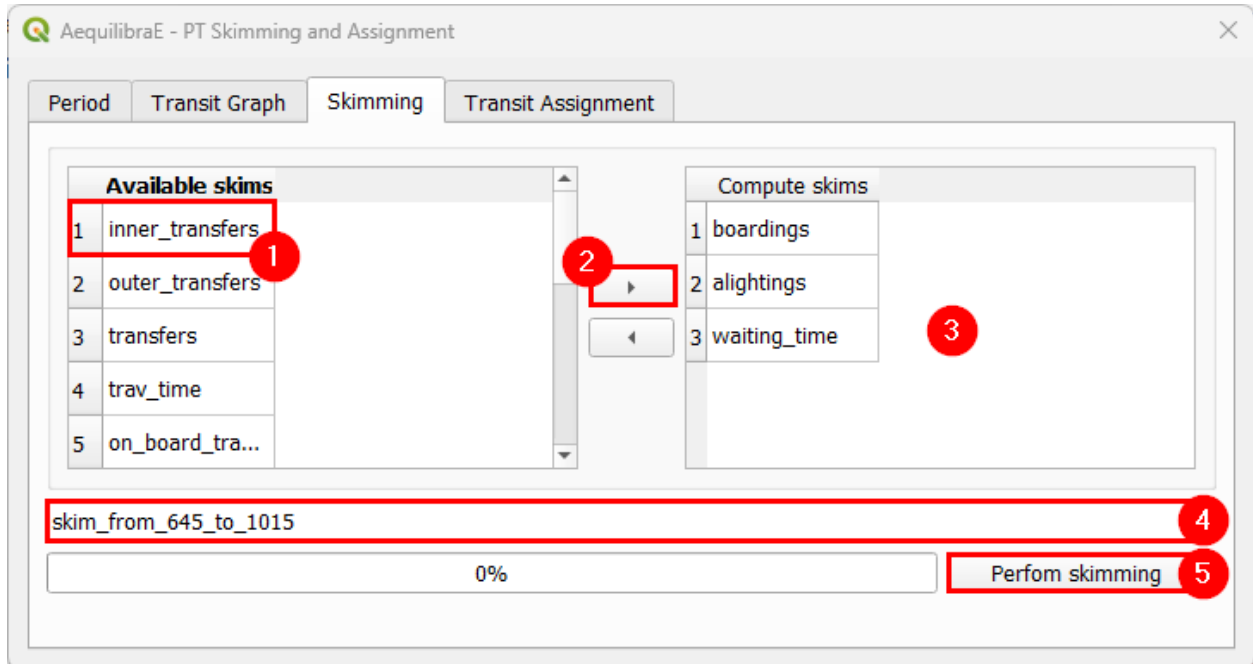 AequilibraE - PT Skimming and Assignment
Period Transit Graph Skimming Transit Assignment
Available skims
1 inner_transfers
1
2 outer_transfers
3 transfers
4 trav_time
5 on_board_tra...
2
Compute skims
1 boardings
2 alightings
3 waiting_time
3
skim_from_645_to_1015
4
0%
Perfom skimming
5